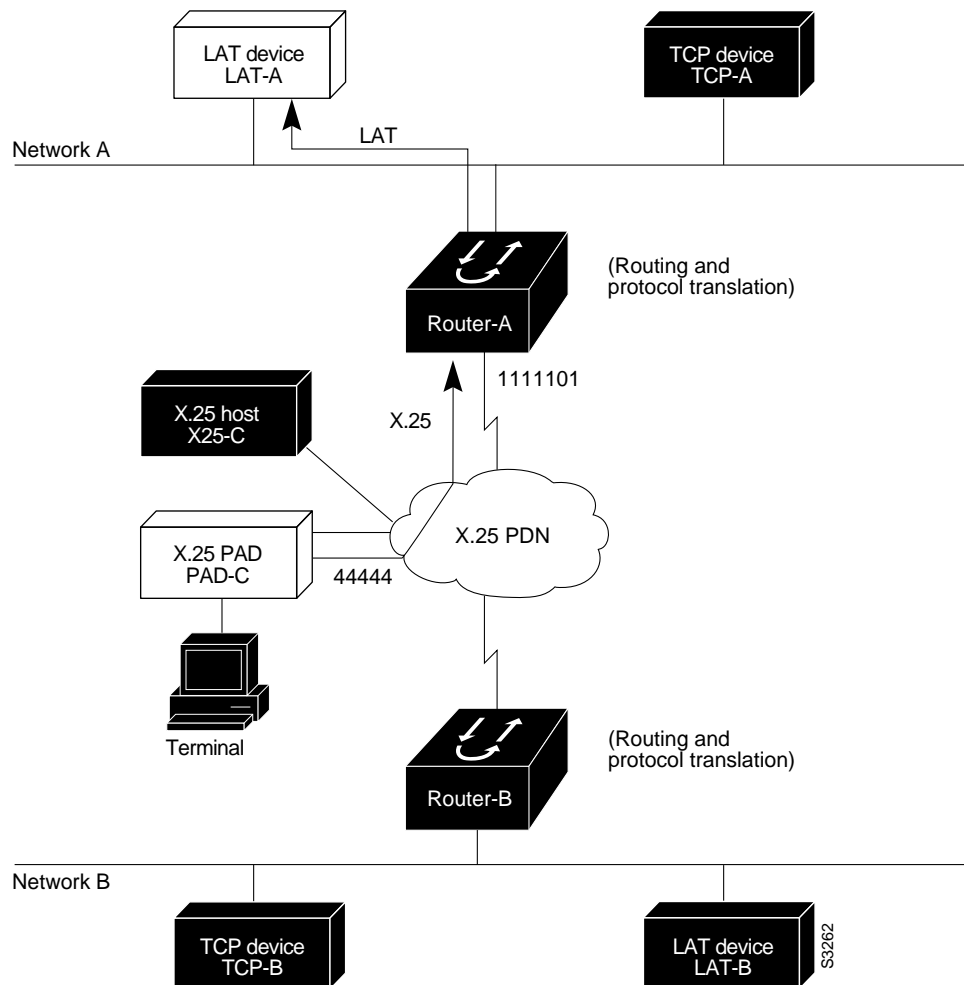 LAT device
LAT-A
TCP device
TCP-A
LAT
Network A
(Routing and
protocol translation)
Router-A
1111101
X.25 host
X25-C
X.25
X.25 PDN
X.25 PAD
PAD-C
44444
Terminal
(Routing and
protocol translation)
Router-B
Network B
TCP device
TCP-B
LAT device
LAT-B
S3262